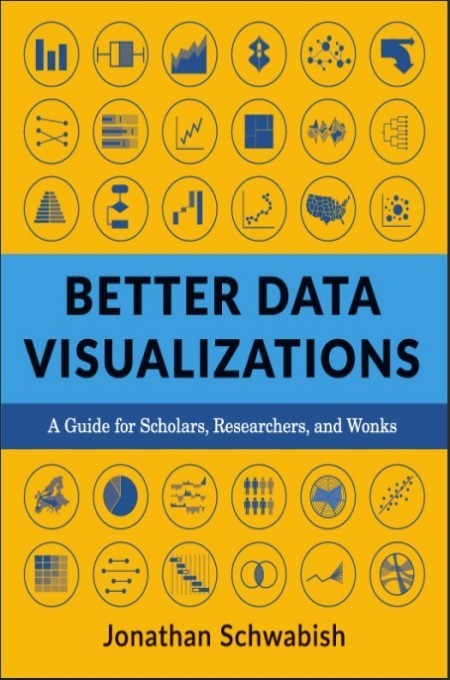 BETTER DATA
VISUALIZATIONS
A Guide for Scholars, Researchers, and Wonks
Jonathan Schwabish